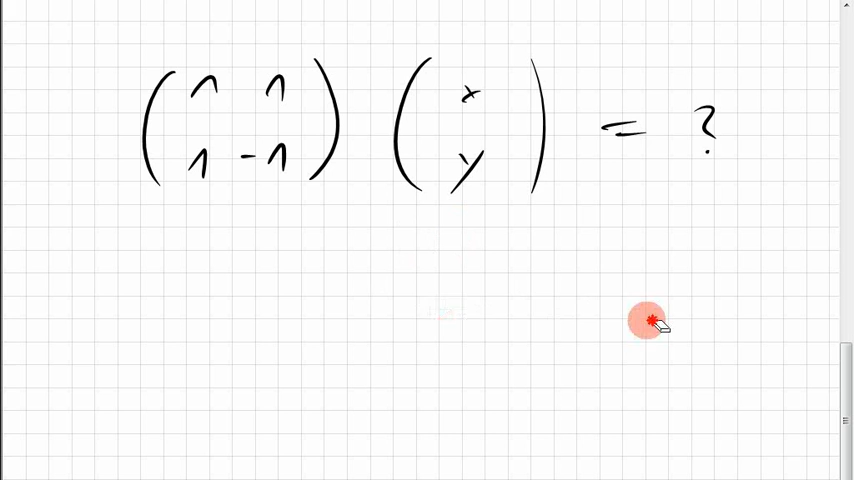 ( 1 1 ) ( x ) = ?
( 1 -1 ) ( y )